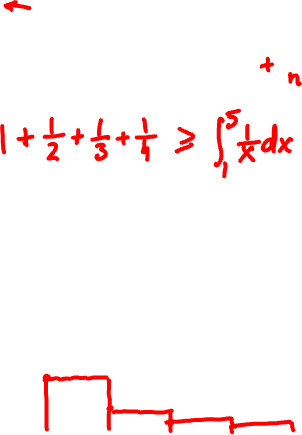 + n
1 + 1/2 + 1/3 + 1/4 ≥ ∫₁⁵ 1/x dx